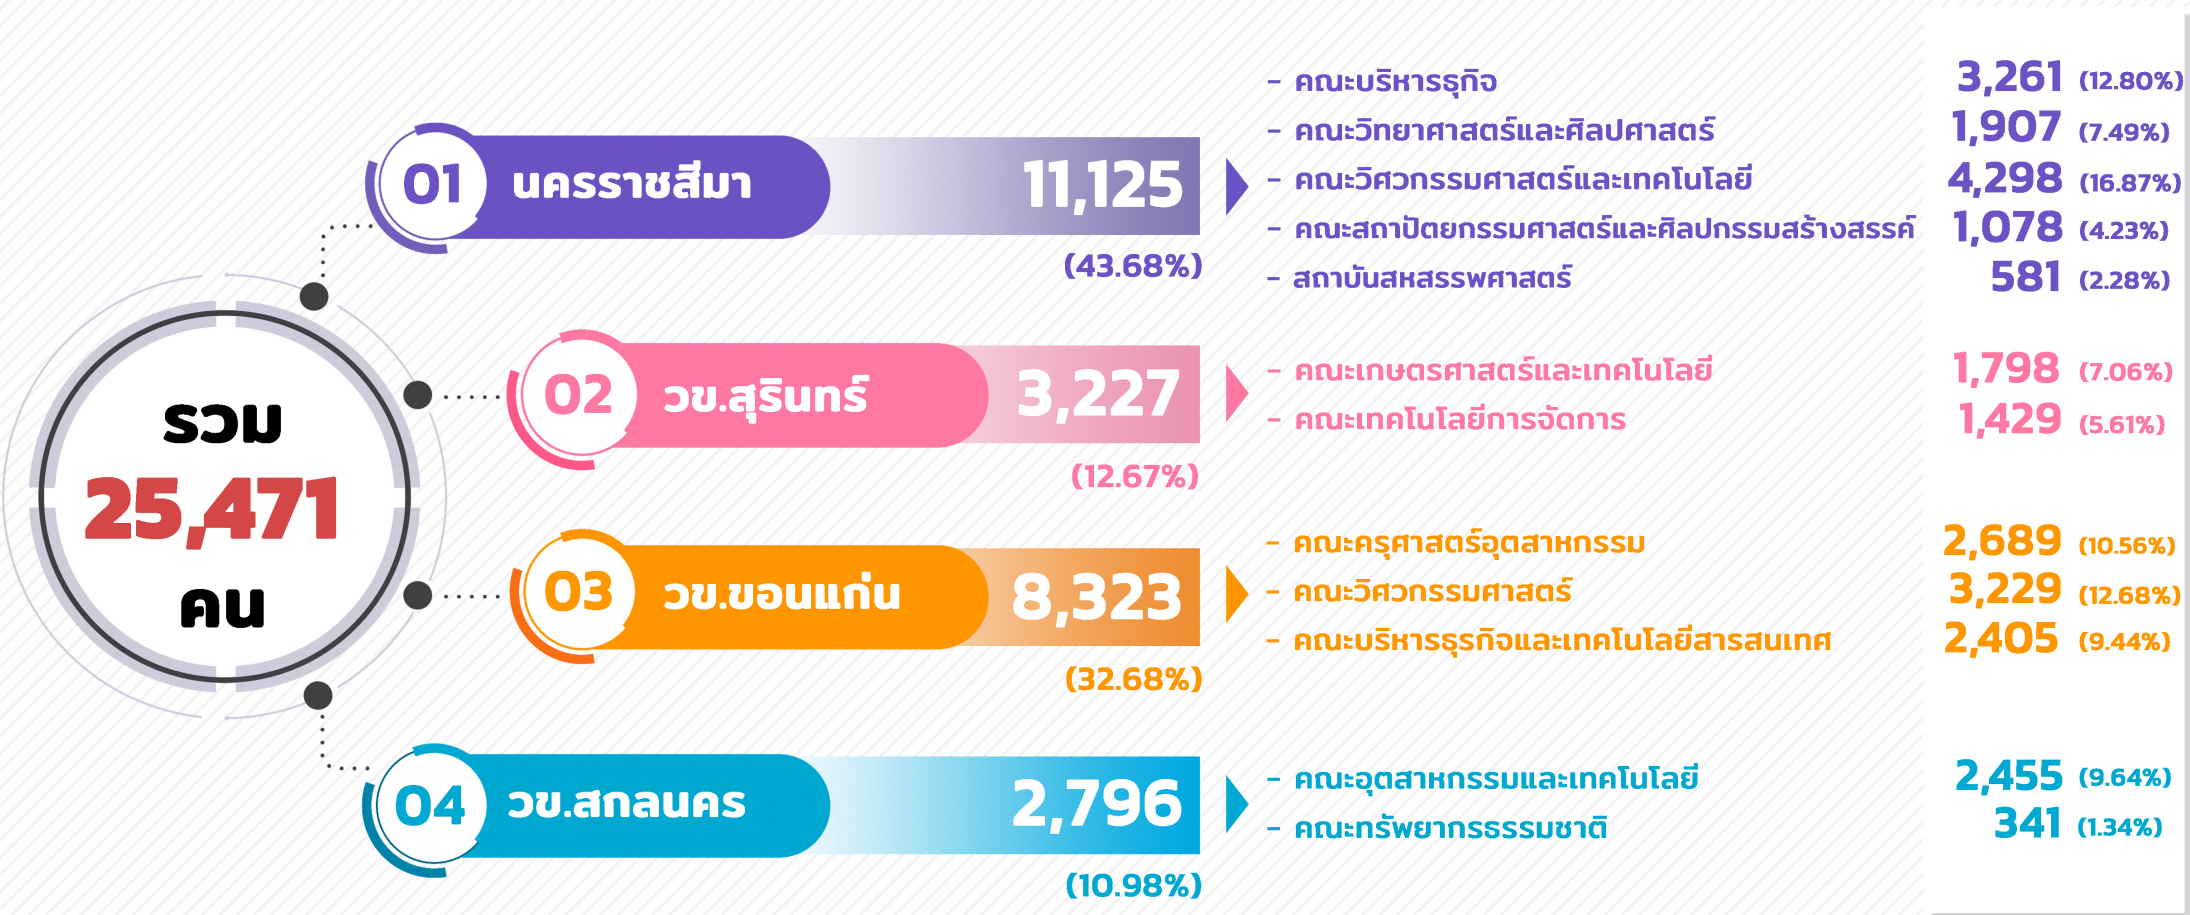 รวม
25,471
คน
01 นครราชสีมา 11,125
(43.68%)
- คณะบริหารธุกิจ 3,261 (12.80%)
- คณะวิทยาศาสตร์และศิลปศาสตร์ 1,907 (7.49%)
- คณะวิศวกรรมศาสตร์และเทคโนโลยี 4,298 (16.87%)
- คณะสถาปัตยกรรมศาสตร์และศิลปกรรมสร้างสรรค์ 1,078 (4.23%)
- สถาบันสหสรรพศาสตร์ 581 (2.28%)
02 วข.สุรินทร์ 3,227
(12.67%)
- คณะเกษตรศาสตร์และเทคโนโลยี 1,798 (7.06%)
- คณะเทคโนโลยีการจัดการ 1,429 (5.61%)
03 วข.ขอนแก่น 8,323
(32.68%)
- คณะครุศาสตร์อุตสาหกรรม 2,689 (10.56%)
- คณะวิศวกรรมศาสตร์ 3,229 (12.68%)
- คณะบริหารธุรกิจและเทคโนโลยีสารสนเทศ 2,405 (9.44%)
04 วข.สกลนคร 2,796
(10.98%)
- คณะอุตสาหกรรมและเทคโนโลยี 2,455 (9.64%)
- คณะทรัพยากรธรรมชาติ 341 (1.34%)